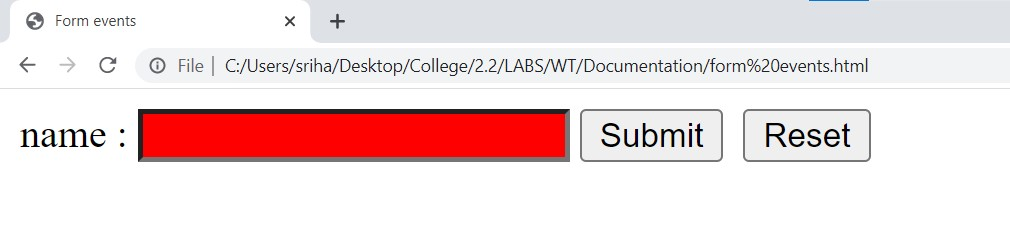 Form events
File | C:/Users/sriha/Desktop/College/2.2/LABS/WT/Documentation/form%20events.html
name : Submit Reset